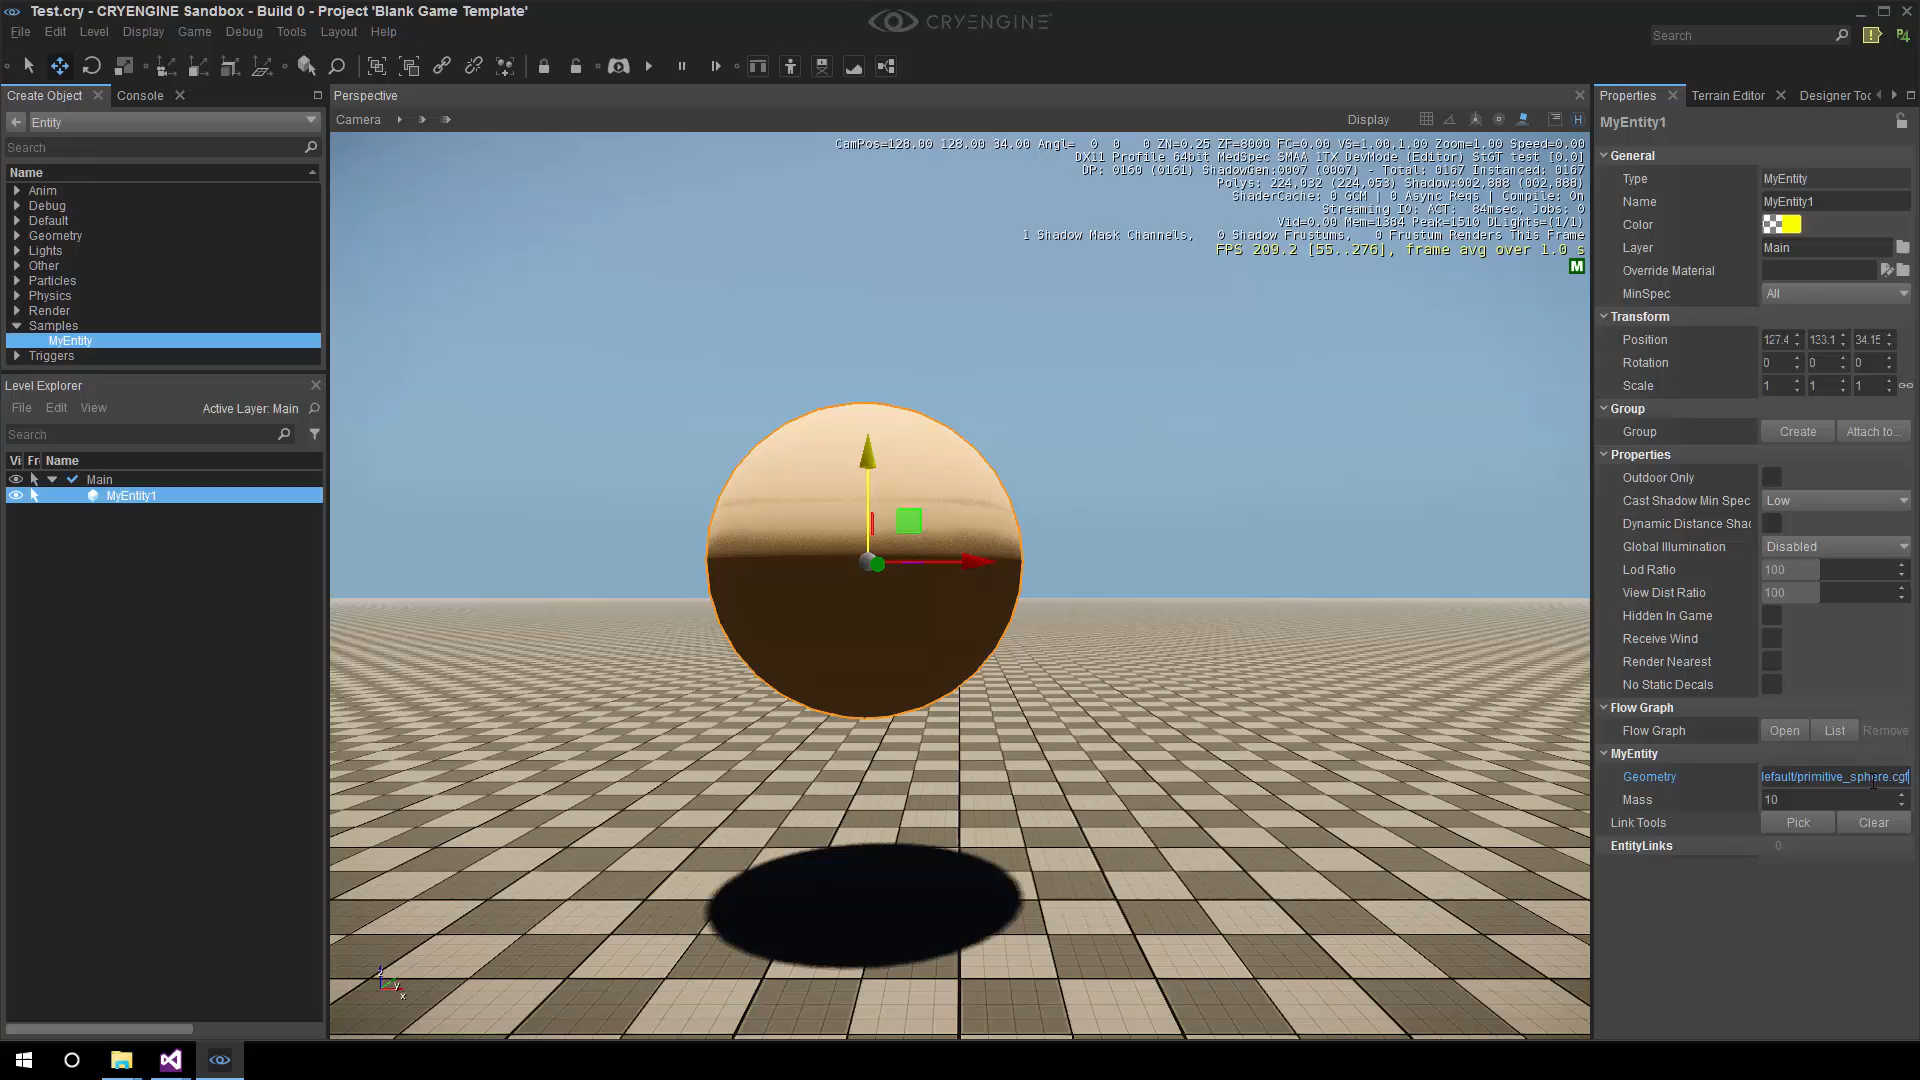 Test.cry - CRYENGINE Sandbox - Build 0 - Project 'Blank Game Template'
CRYENGINE
File Edit Level Display Game Debug Tools Layout Help
Search
Create Object
Console
Entity
Search
Name
Anim
Debug
Default
Geometry
Lights
Other
Particles
Physics
Render
Samples
MyEntity
Triggers
Level Explorer
File Edit View Active Layer: Main
Search
Vi Fr Name
Main
MyEntity1
Perspective
Camera
Display
H
CamPos=128.00 128.00 34.00 Angl= 0 0 0 ZN=0.25 ZF=8000 FC=0.00 VS=1.00,1.00 Zoom=1.00 Speed=0.00
DX11 Profile 64bit MedSpec SMAA 1TX DevMode (Editor) StGT test [0.0]
DP: 0160 (0161) ShadowGen:0007 (0007) - Total: 0167 Instanced: 0167
Polys: 224,032 (224,053) Shadow:002,888 (002,888)
ShaderCache: 0 GCM | 0 Async Reqs | Compile: On
Streaming IO: ACT: 84msec, Jobs: 0
Vid=0.00 Mem=1384 Peak=1510 DLights=(1/1)
1 Shadow Mask Channels, 0 Shadow Frustums, 0 Frustum Renders This Frame
FPS 209.2 [55..276], frame avg over 1.0 s
M
z
y
x
Properties
Terrain Editor
Designer Too
MyEntity1
General
Type MyEntity
Name MyEntity1
Color
Layer Main
Override Material
MinSpec All
Transform
Position 127.4 133.1 34.15
Rotation 0 0 0
Scale 1 1 1
Group
Group Create Attach to...
Properties
Outdoor Only
Cast Shadow Min Spec Low
Dynamic Distance Shac
Global Illumination Disabled
Lod Ratio 100
View Dist Ratio 100
Hidden In Game
Receive Wind
Render Nearest
No Static Decals
Flow Graph
Flow Graph Open List Remove
MyEntity
Geometry lefault/primitive_sphere.cgf
Mass 10
Link Tools Pick Clear
EntityLinks 0